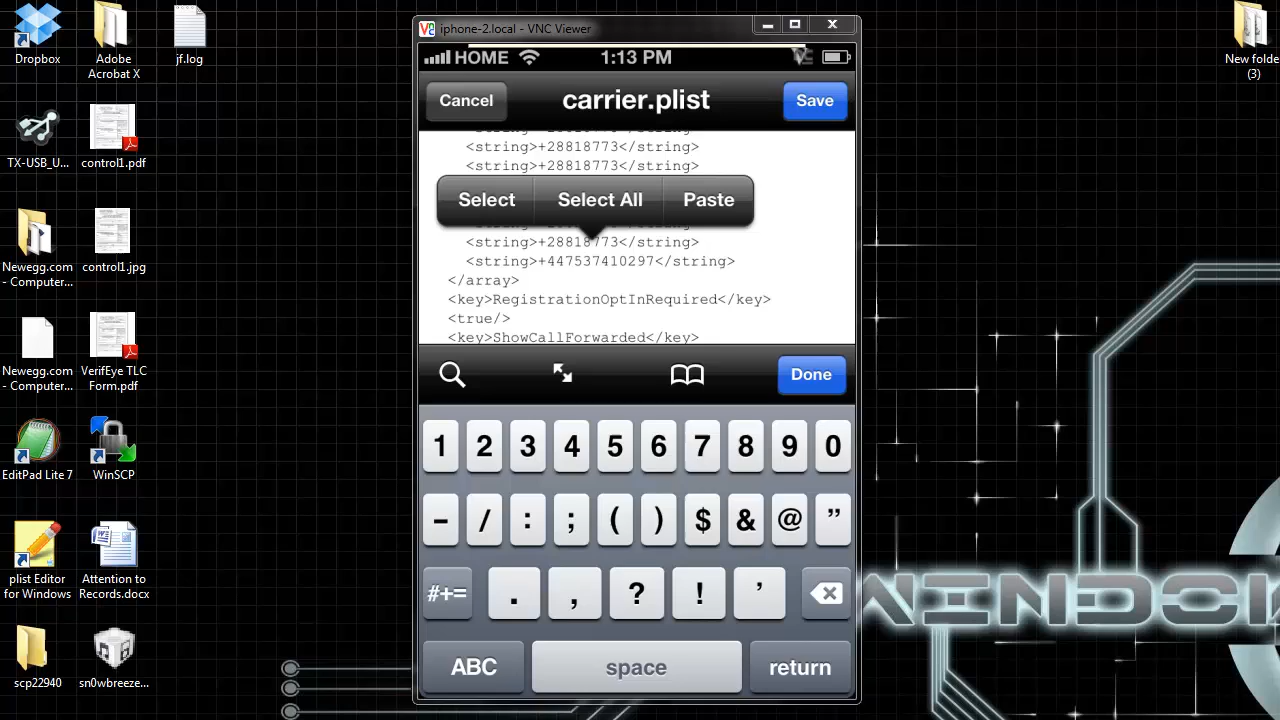 Dropbox
Adobe
Acrobat X
jf.log
TX-USB_U...
control1.pdf
Newegg.com
- Computer...
control1.jpg
Newegg.com
- Computer...
VerifEye TLC
Form.pdf
EditPad Lite 7
WinSCP
plist Editor
for Windows
Attention to
Records.docx
scp22940
sn0wbreeze...
iphone-2.local - VNC Viewer
HOME
1:13 PM
Cancel
carrier.plist
Save
<string>+28818773</string>
<string>+28818773</string>
Select
Select All
Paste
<string>+28818773</string>
<string>+447537410297</string>
</array>
<key>RegistrationOptInRequired</key>
<true/>
<key>ShowCallForwarded</key>
Done
1 2 3 4 5 6 7 8 9 0
- / : ; ( ) $ & @ ”
#+= . , ? ! ’
ABC
space
return
New folde
(3)
WINDO